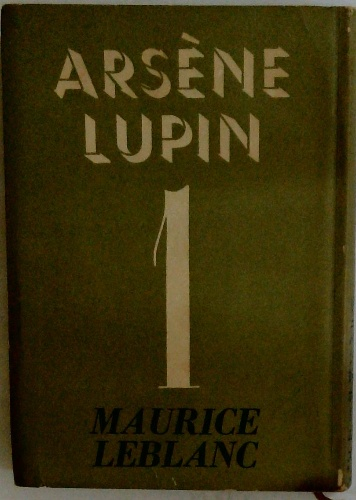 ARSÈNE
LUPIN
1
MAURICE
LEBLANC